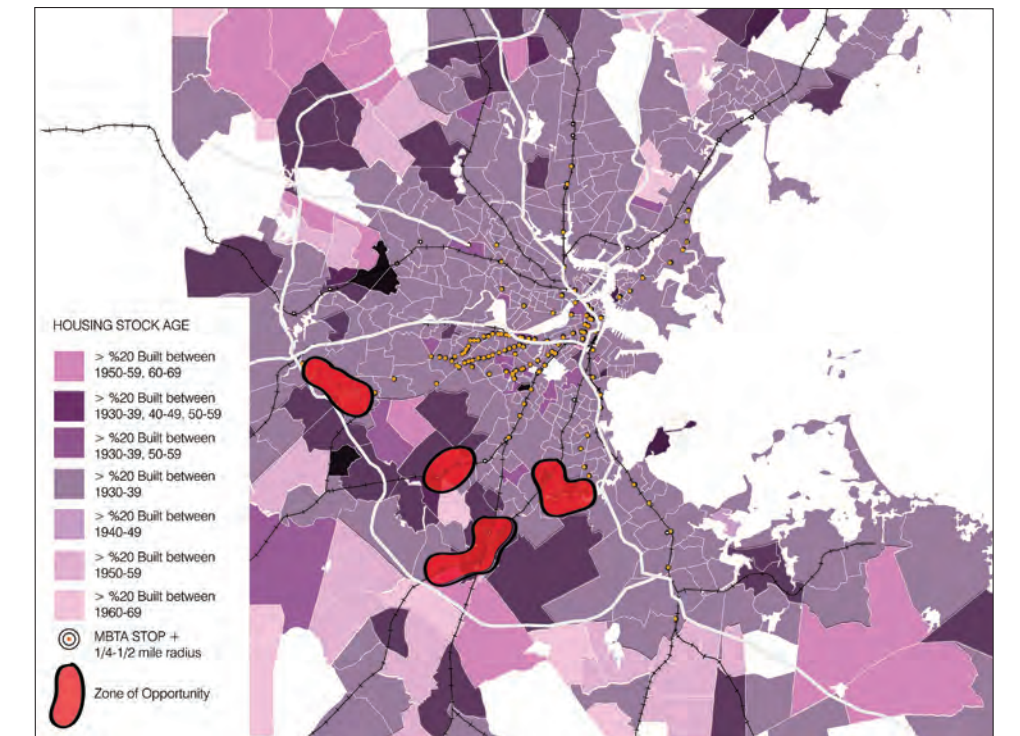 HOUSING STOCK AGE
> %20 Built between
1950-59, 60-69
> %20 Built between
1930-39, 40-49, 50-59
> %20 Built between
1930-39, 50-59
> %20 Built between
1930-39
> %20 Built between
1940-49
> %20 Built between
1950-59
> %20 Built between
1960-69
MBTA STOP +
1/4-1/2 mile radius
Zone of Opportunity